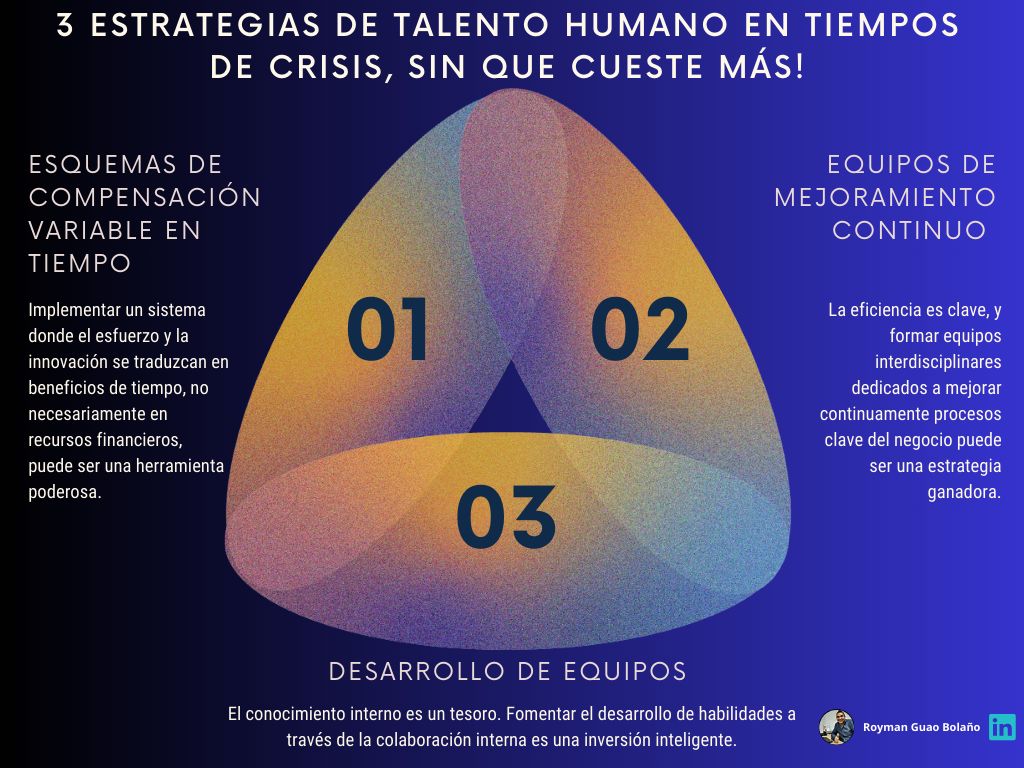 3 ESTRATEGIAS DE TALENTO HUMANO EN TIEMPOS
DE CRISIS, SIN QUE CUESTE MÁS!
ESQUEMAS DE
COMPENSACIÓN
VARIABLE EN
TIEMPO
Implementar un sistema
donde el esfuerzo y la
innovación se traduzcan en
beneficios de tiempo, no
necesariamente en
recursos financieros,
puede ser una herramienta
poderosa.
01
02
03
EQUIPOS DE
MEJORAMIENTO
CONTINUO
La eficiencia es clave, y
formar equipos
interdisciplinares
dedicados a mejorar
continuamente procesos
clave del negocio puede
ser una estrategia
ganadora.
DESARROLLO DE EQUIPOS
El conocimiento interno es un tesoro. Fomentar el desarrollo de habilidades a
través de la colaboración interna es una inversión inteligente.
Royman Guao Bolaño
in